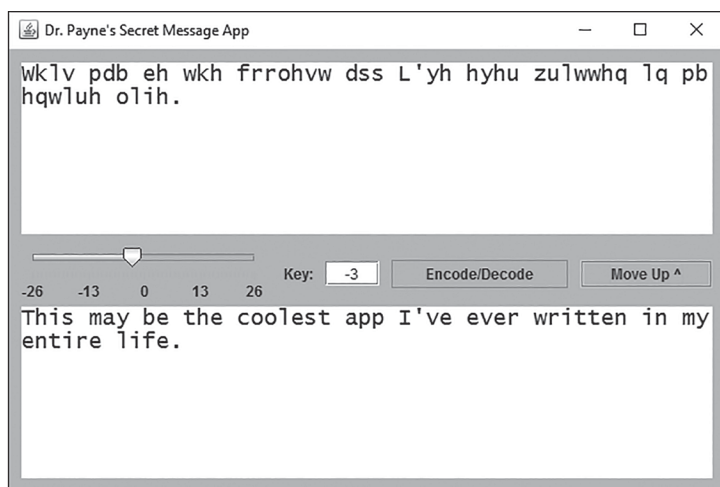 Dr. Payne's Secret Message App
Wklv pdb eh wkh frrohvw dss L'yh hyhu zulwwhq lq pb
hqwluh olih.
-26 -13 0 13 26
Key: -3 Encode/Decode Move Up ^
This may be the coolest app I've ever written in my
entire life.